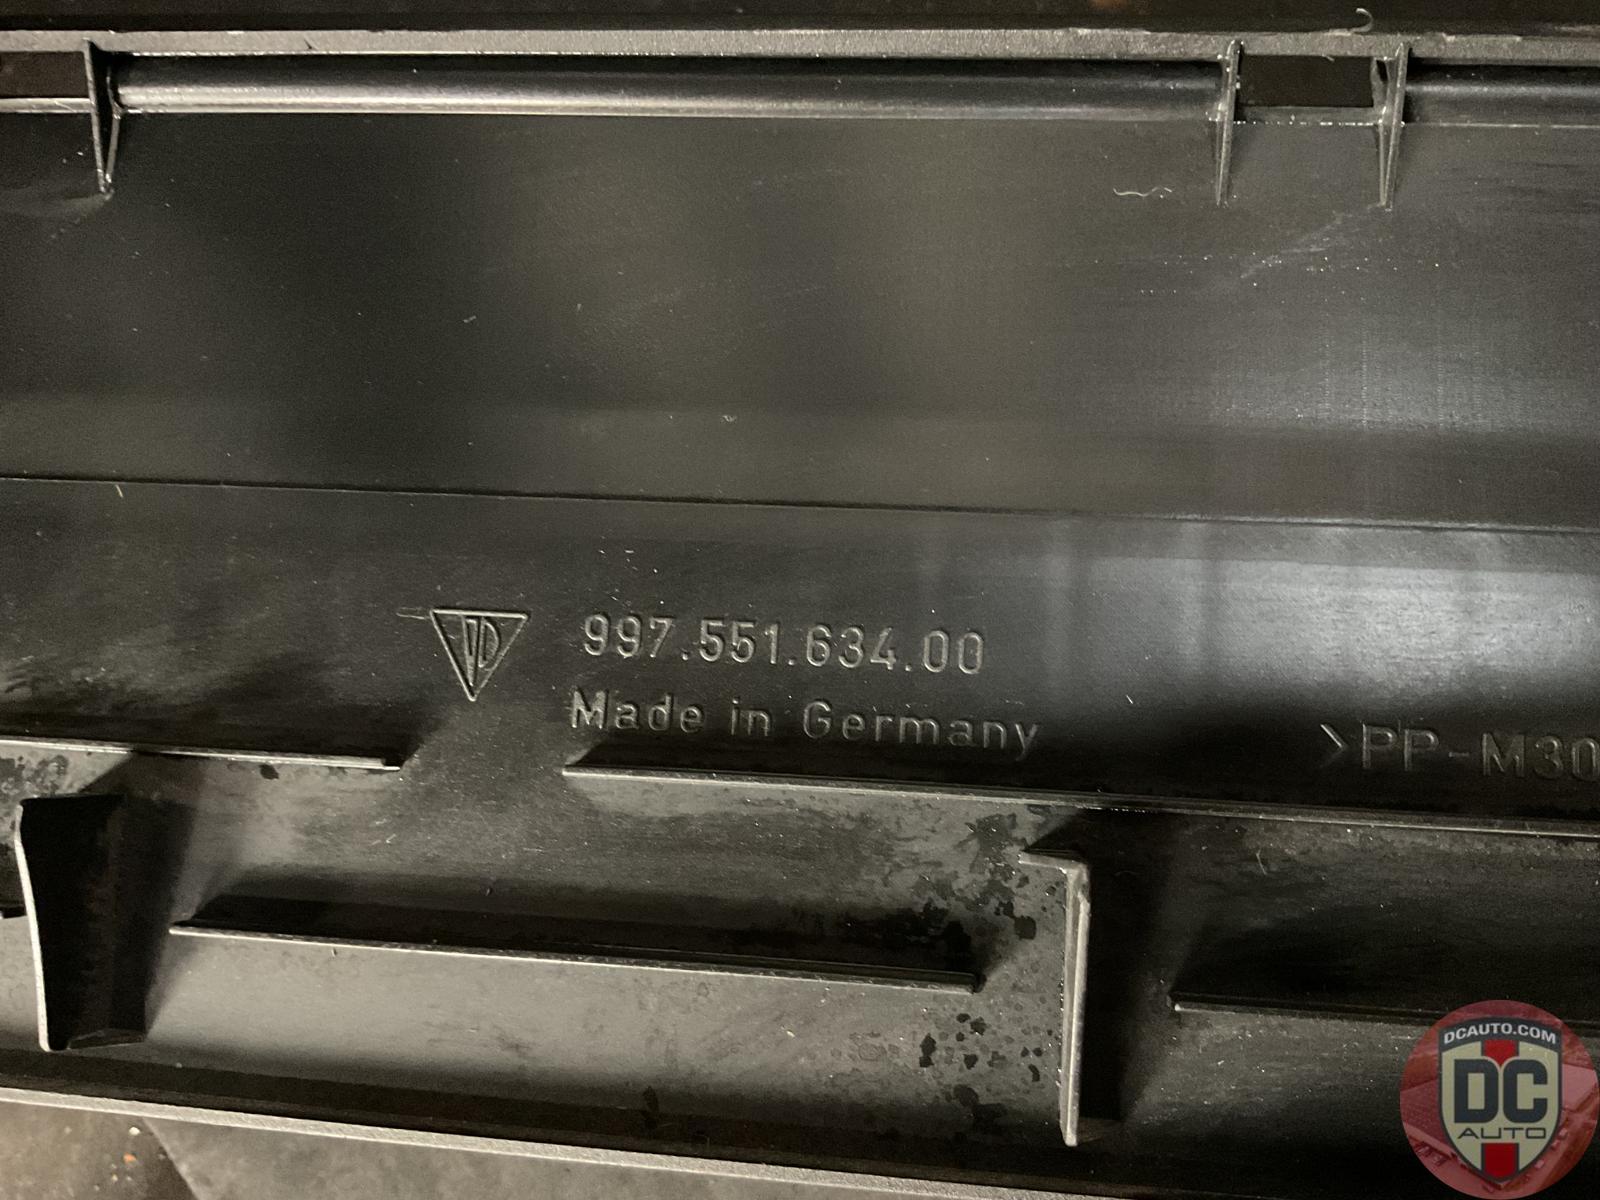 997.551.634.00
Made in Germany
>PP-M30
DCAUTO.COM
DC
AUTO